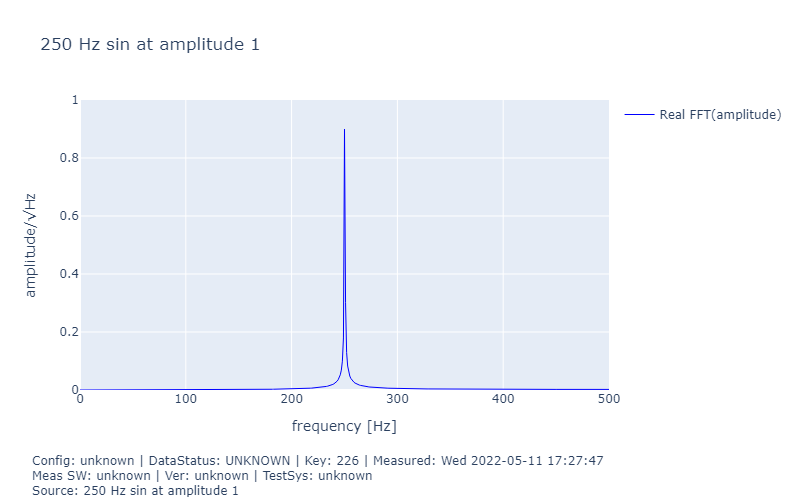 250 Hz sin at amplitude 1
1
0.8
0.6
0.4
0.2
0
amplitude/√Hz
0 100 200 300 400 500
frequency [Hz]
Real FFT(amplitude)
Config: unknown | DataStatus: UNKNOWN | Key: 226 | Measured: Wed 2022-05-11 17:27:47
Meas SW: unknown | Ver: unknown | TestSys: unknown
Source: 250 Hz sin at amplitude 1